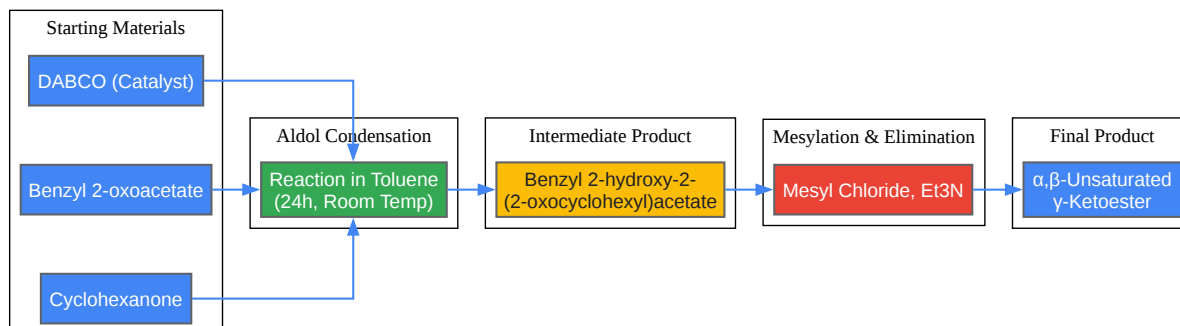 Starting Materials
DABCO (Catalyst)
Benzyl 2-oxoacetate
Cyclohexanone
Aldol Condensation
Reaction in Toluene
(24h, Room Temp)
Intermediate Product
Benzyl 2-hydroxy-2-
(2-oxocyclohexyl)acetate
Mesylation & Elimination
Mesyl Chloride, Et3N
Final Product
α,β-Unsaturated
γ-Ketoester